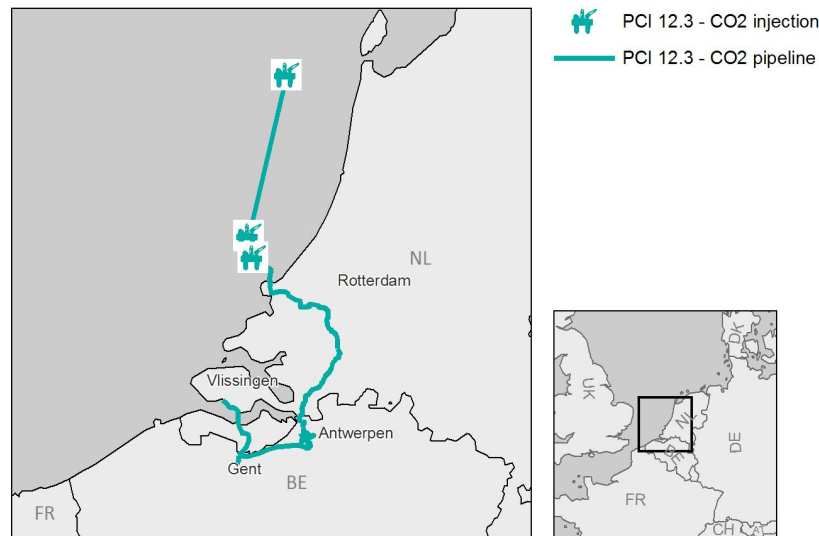 PCI 12.3 - CO2 injection
PCI 12.3 - CO2 pipeline
NL
Rotterdam
Vlissingen
Antwerpen
Gent
BE
FR
DK
UK
NL
DE
BE
FR
CH
AT